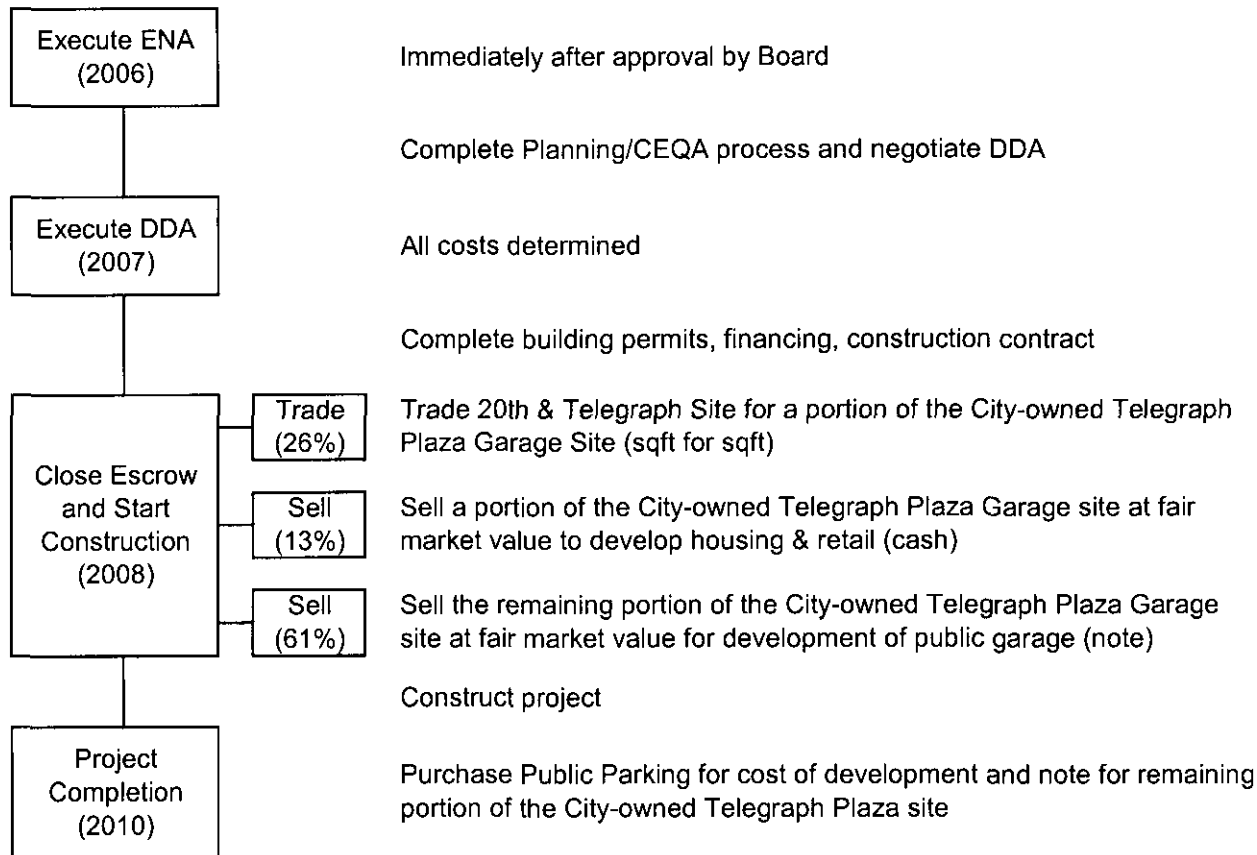 Execute ENA
(2006)
Immediately after approval by Board
Complete Planning/CEQA process and negotiate DDA
Execute DDA
(2007)
All costs determined
Complete building permits, financing, construction contract
Close Escrow
and Start
Construction
(2008)
Trade
(26%)
Trade 20th & Telegraph Site for a portion of the City-owned Telegraph
Plaza Garage Site (sqft for sqft)
Sell
(13%)
Sell a portion of the City-owned Telegraph Plaza Garage site at fair
market value to develop housing & retail (cash)
Sell
(61%)
Sell the remaining portion of the City-owned Telegraph Plaza Garage
site at fair market value for development of public garage (note)
Construct project
Project
Completion
(2010)
Purchase Public Parking for cost of development and note for remaining
portion of the City-owned Telegraph Plaza site